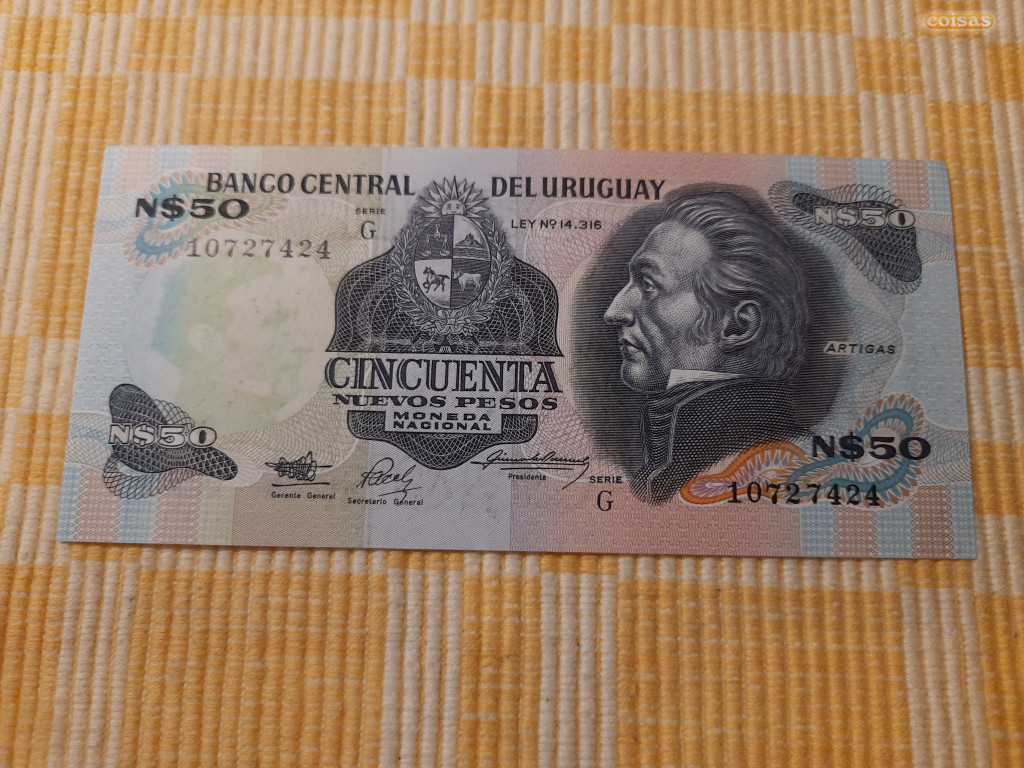 coisas
BANCO CENTRAL DEL URUGUAY
N$50
SERIE
G
LEY Nº 14.316
N$50
10727424
ARTIGAS
CINCUENTA
NUEVOS PESOS
MONEDA
NACIONAL
N$50
N$50
Gerente General
Secretario General
Presidente
SERIE
G
10727424